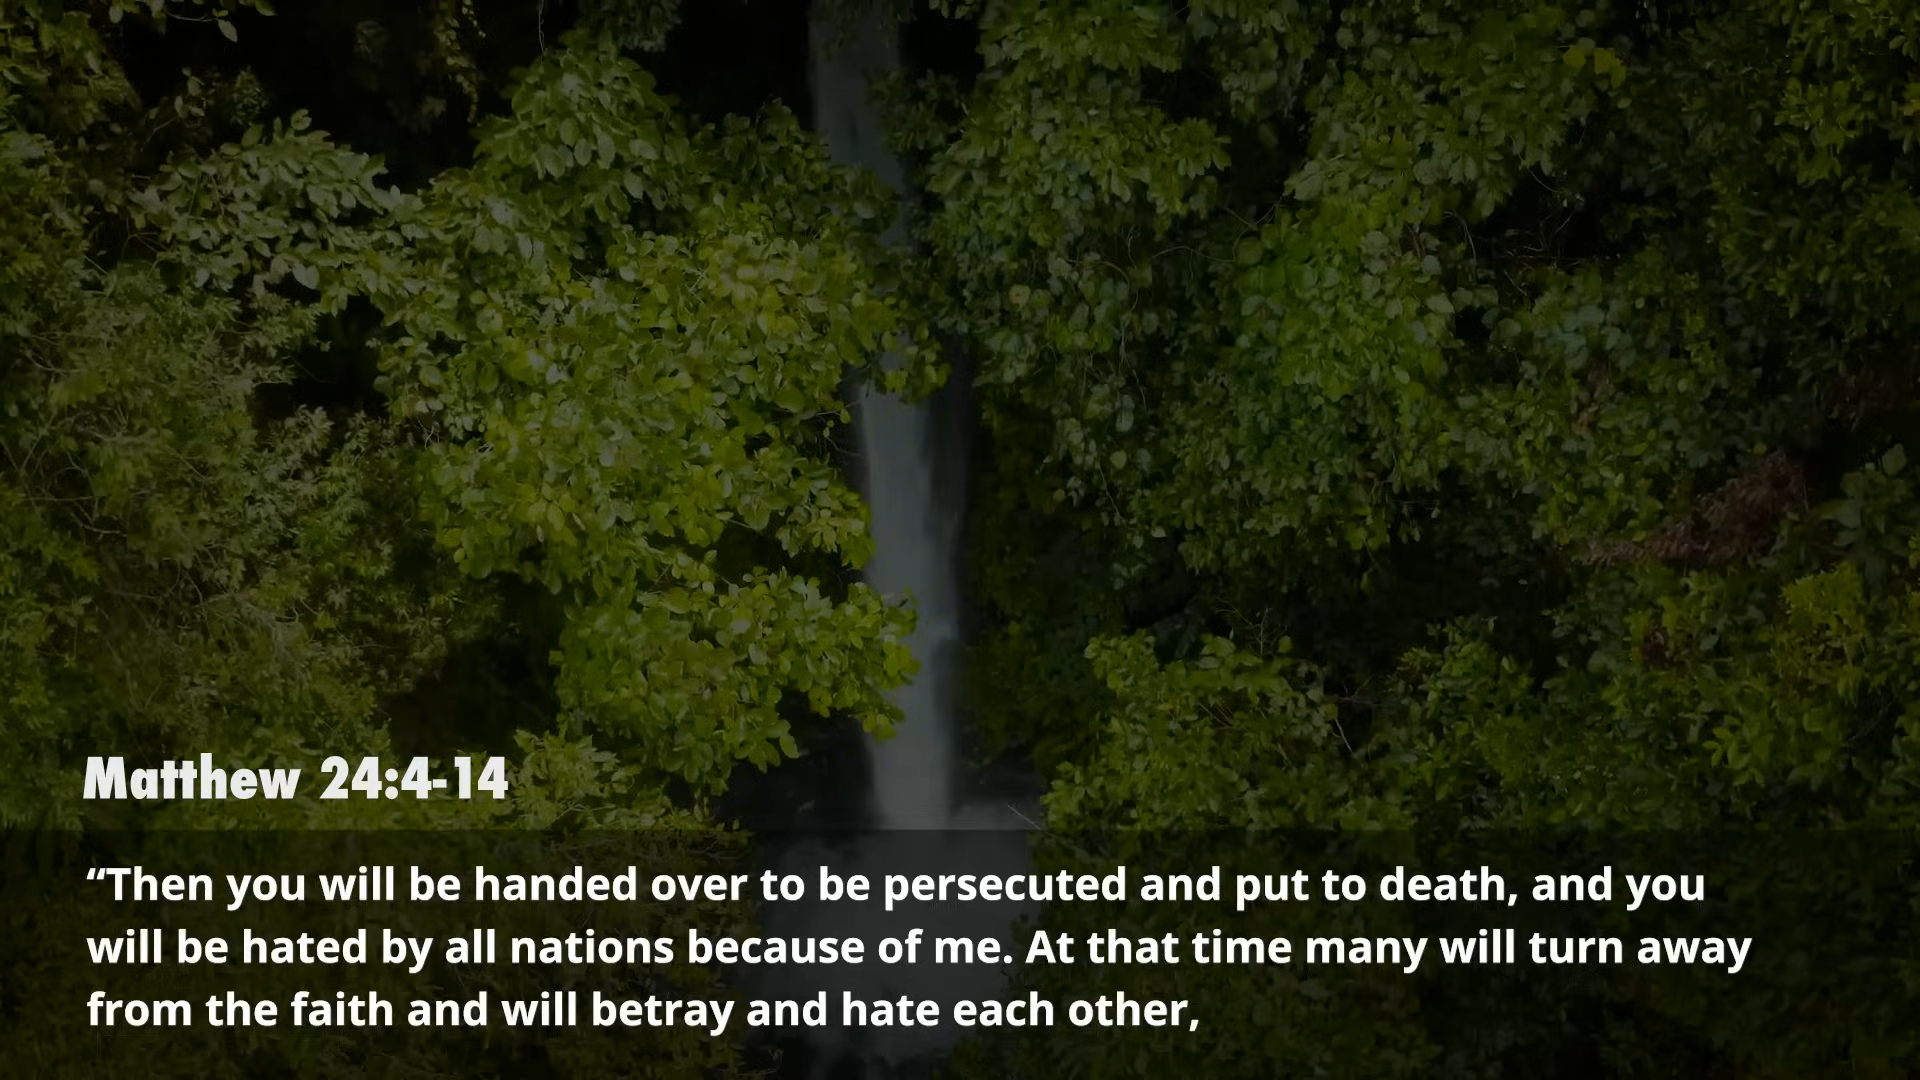 Matthew 24:4-14
“Then you will be handed over to be persecuted and put to death, and you
will be hated by all nations because of me. At that time many will turn away
from the faith and will betray and hate each other,